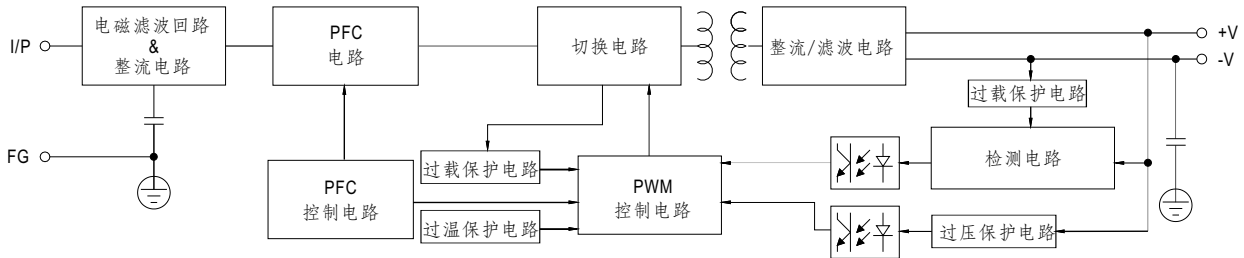 I/P
电磁滤波回路
&
整流电路
PFC
电路
切换电路
整流/滤波电路
+V
-V
过载保护电路
FG
过载保护电路
检测电路
PFC
控制电路
PWM
控制电路
过温保护电路
过压保护电路